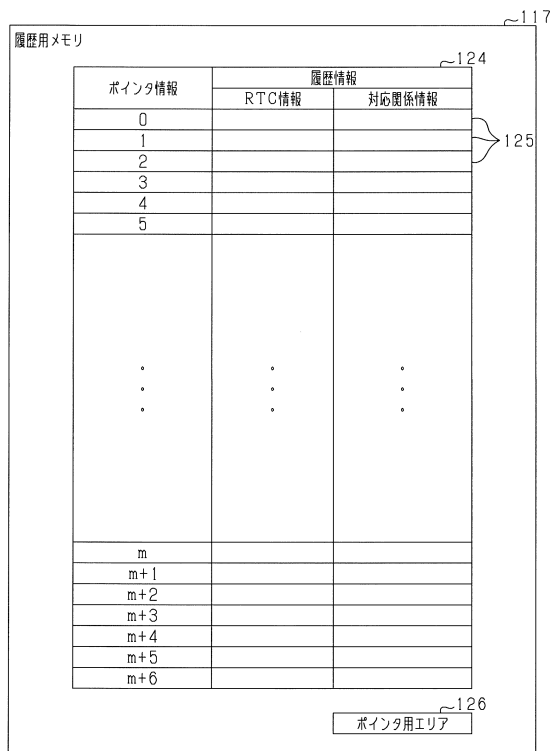 117
履歴用メモリ
124
ポインタ情報
履歴情報
RTC情報
対応関係情報
0
1
2
3
4
5
125
m
m+1
m+2
m+3
m+4
m+5
m+6
126
ポインタ用エリア